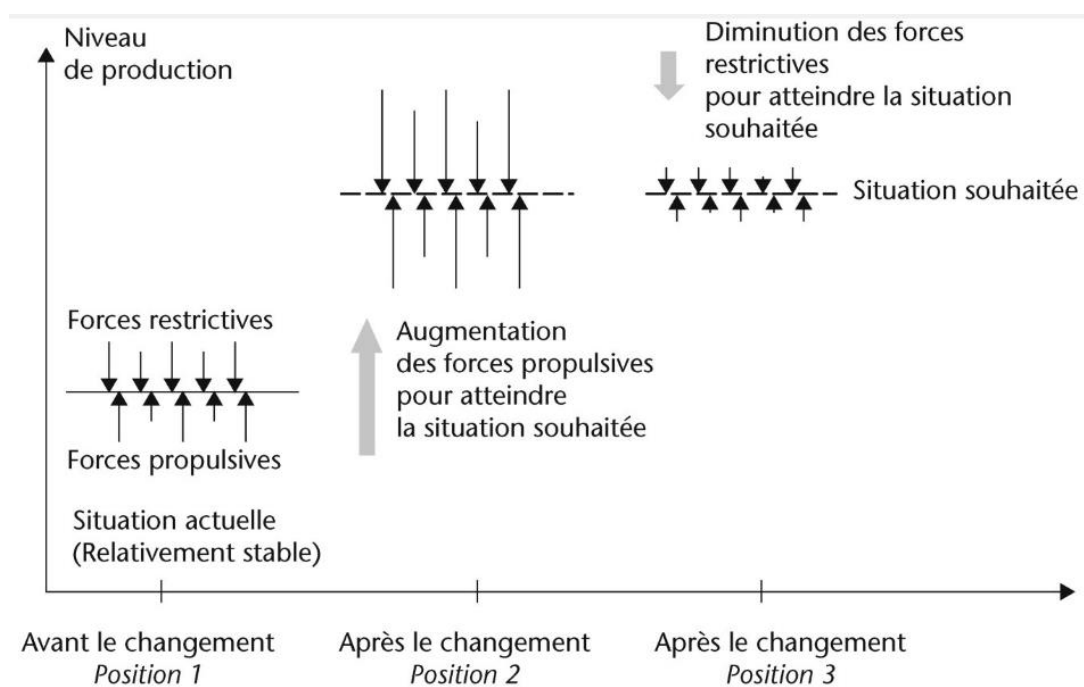 Niveau
de production
Diminution des forces
restrictives
pour atteindre la situation
souhaitée
Situation souhaitée
Forces restrictives
Forces propulsives
Augmentation
des forces propulsives
pour atteindre
la situation souhaitée
Situation actuelle
(Relativement stable)
Avant le changement
Position 1
Après le changement
Position 2
Après le changement
Position 3